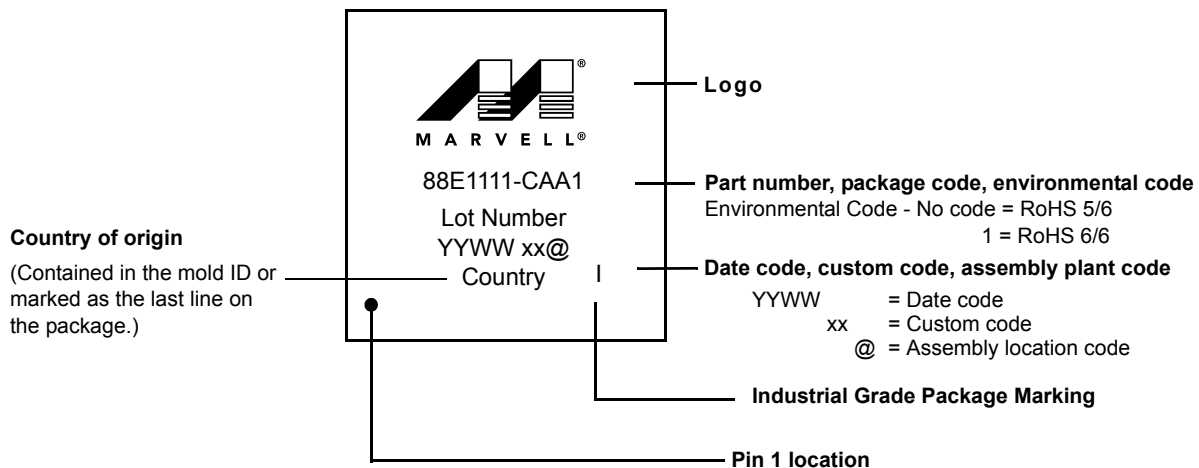 ®
MARVELL®
88E1111-CAA1
Lot Number
YYWW xx@
Country I
Logo
Part number, package code, environmental code
Environmental Code - No code = RoHS 5/6
1 = RoHS 6/6
Country of origin
(Contained in the mold ID or
marked as the last line on
the package.)
Date code, custom code, assembly plant code
YYWW = Date code
xx = Custom code
@ = Assembly location code
Industrial Grade Package Marking
Pin 1 location